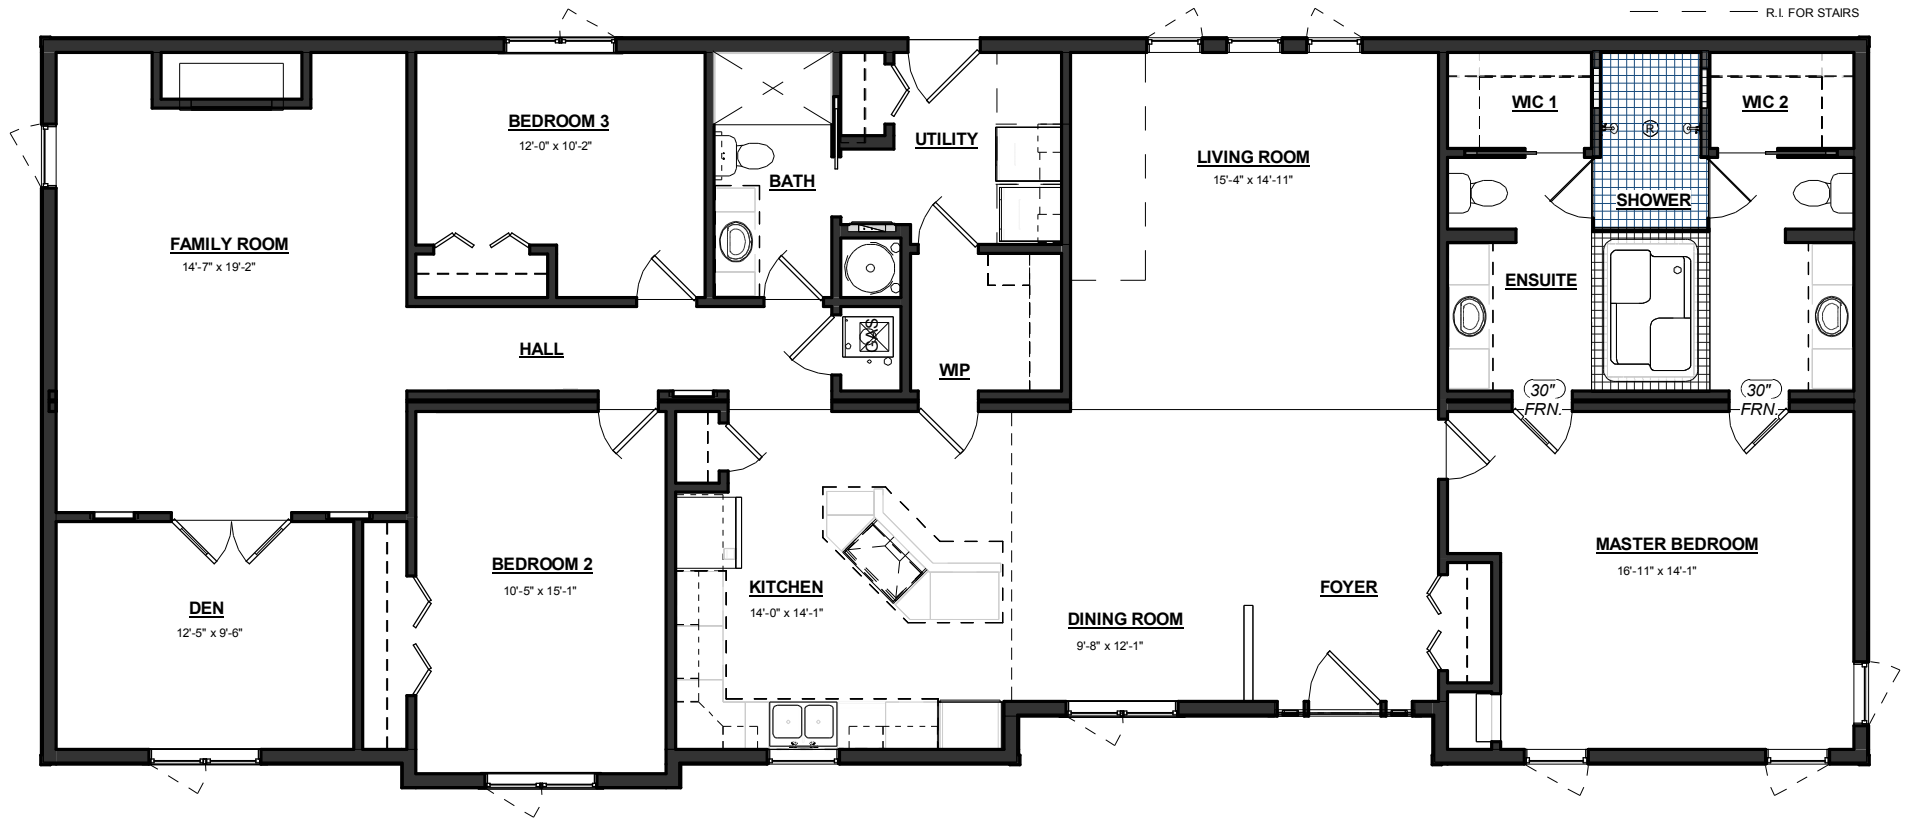 R.I. FOR STAIRS
WIC 1
WIC 2
BEDROOM 3
12'-0" x 10'-2"
UTILITY
LIVING ROOM
15'-4" x 14'-11"
R
BATH
SHOWER
FAMILY ROOM
14'-7" x 19'-2"
ENSUITE
GAS
HALL
WIP
30"
FRN.
30"
FRN.
MASTER BEDROOM
16'-11" x 14'-1"
BEDROOM 2
10'-5" x 15'-1"
KITCHEN
14'-0" x 14'-1"
FOYER
DEN
12'-5" x 9'-6"
DINING ROOM
9'-8" x 12'-1"